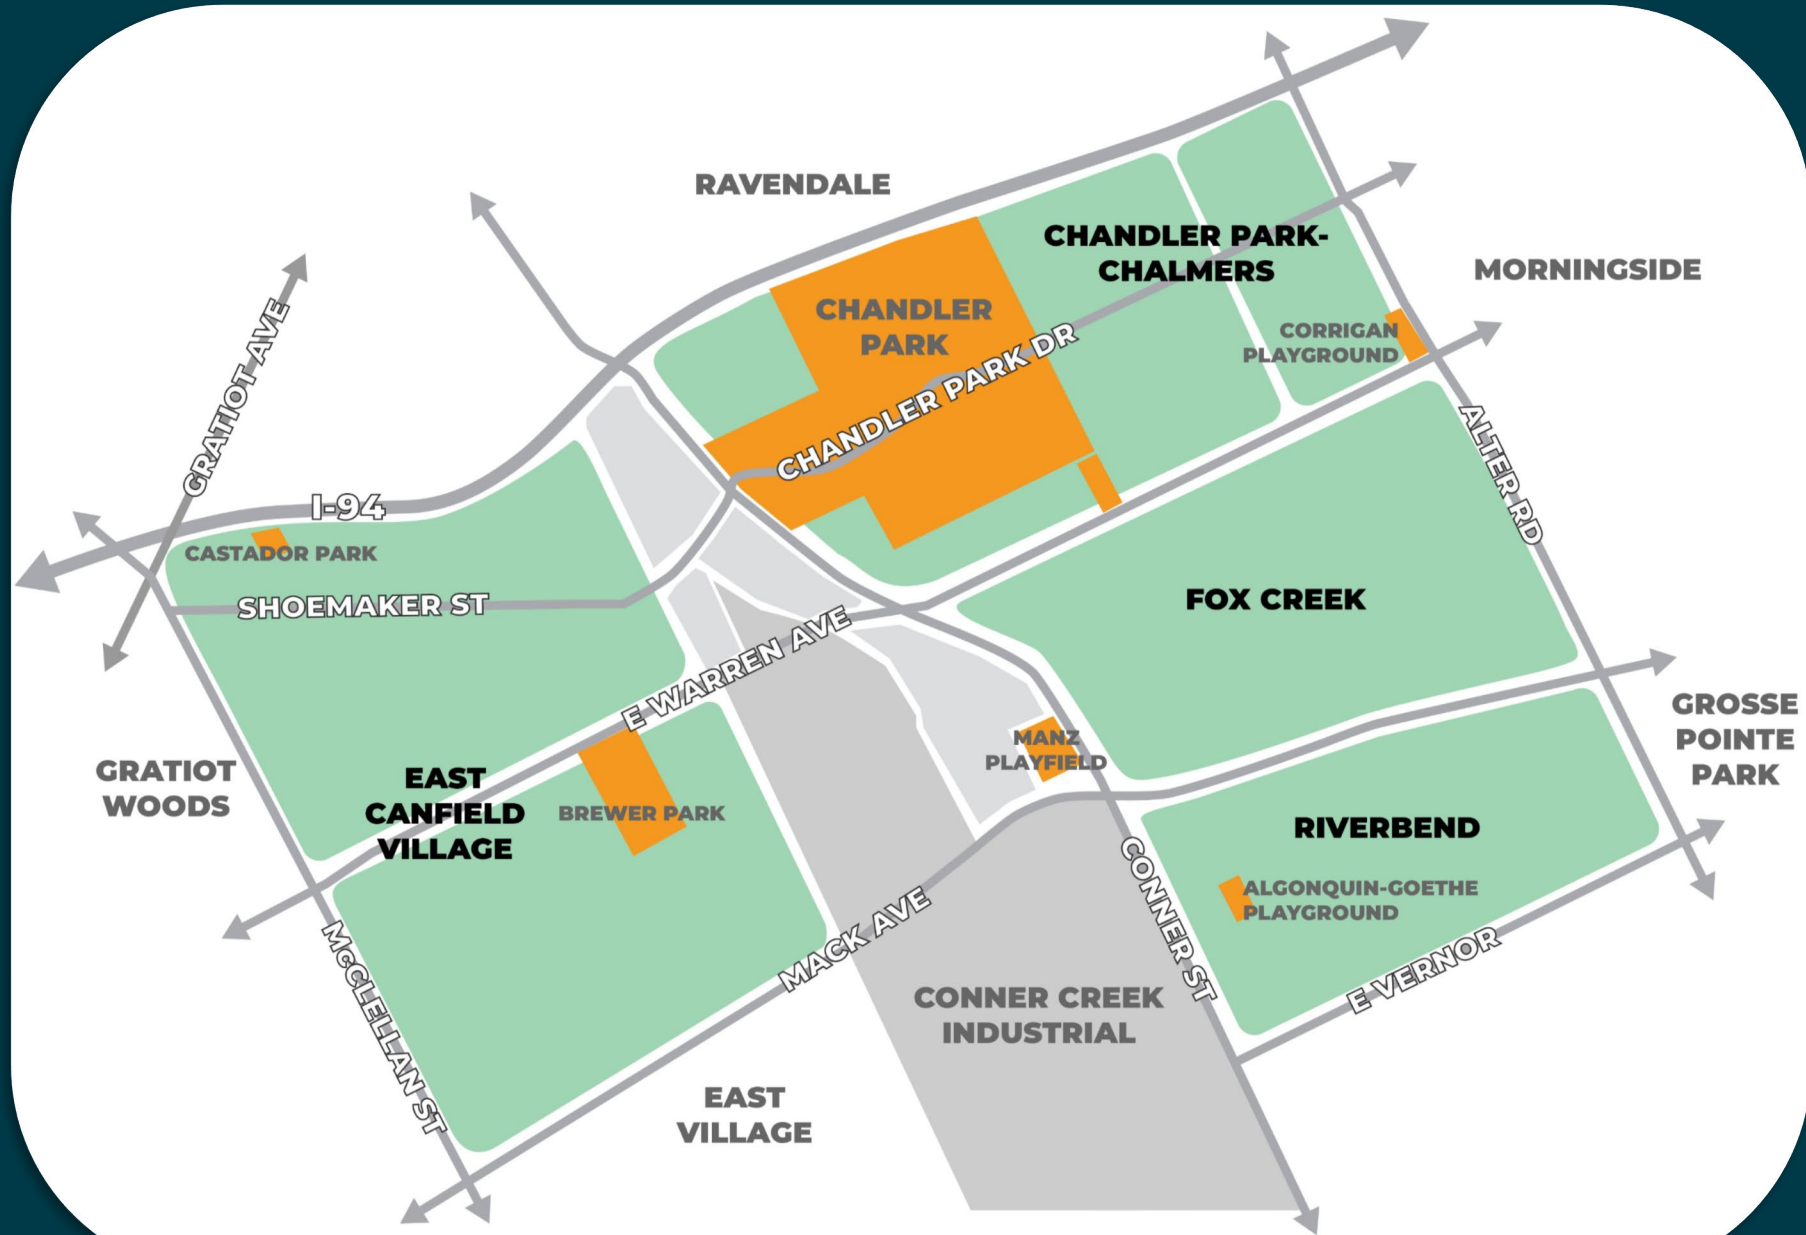 RAVENDALE
CHANDLER PARK-
CHALMERS
MORNINGSIDE
CHANDLER
PARK
CHANDLER PARK DR
CORRIGAN
PLAYGROUND
GRATIOT AVE
I-94
CASTADOR PARK
SHOEMAKER ST
ALTER RD
FOX CREEK
E WARREN AVE
GROSSE
POINTE
PARK
MANZ
PLAYFIELD
GRATIOT
WOODS
EAST
CANFIELD
VILLAGE
BREWER PARK
RIVERBEND
ALGONQUIN-GOETHE
PLAYGROUND
CONNER ST
MACK AVE
E VERNOR
McCLELLAN ST
CONNER CREEK
INDUSTRIAL
EAST
VILLAGE